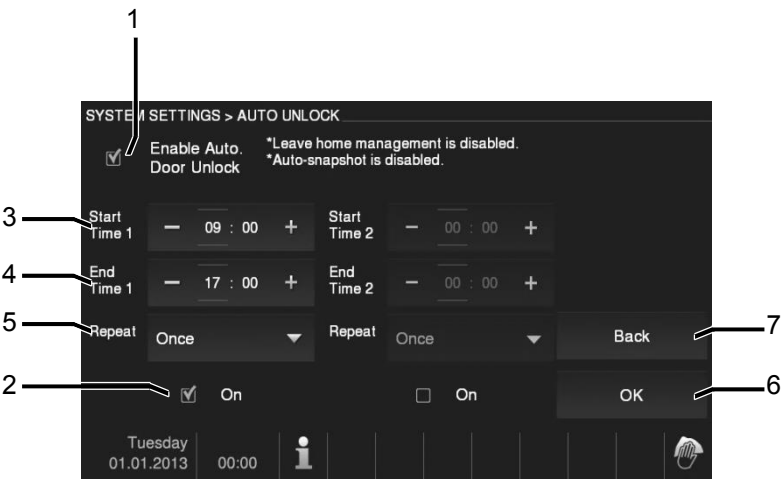 1
SYSTEM SETTINGS > AUTO UNLOCK
Enable Auto.
Door Unlock
*Leave home management is disabled.
*Auto-snapshot is disabled.
3
Start
Time 1
− 09 : 00 +
Start
Time 2
− 00 : 00 +
4
End
Time 1
− 17 : 00 +
End
Time 2
− 00 : 00 +
5
Repeat
Once
Repeat
Once
Back
7
2
On
On
OK
6
Tuesday
01.01.2013
00:00
i